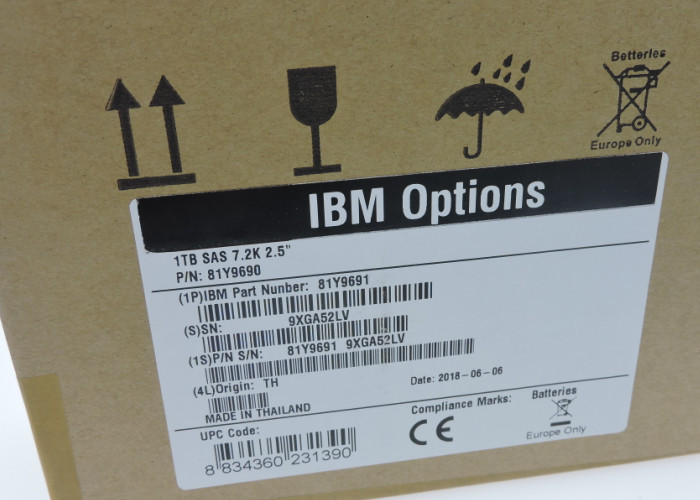 Batteries
Europe Only
IBM Options
1TB SAS 7.2K 2.5"
P/N: 81Y9690
(1P)IBM Part Number: 81Y9691
(S)SN: 9XGA52LV
(1S)P/N S/N: 81Y9691 9XGA52LV
(4L)Origin: TH
Date: 2018-06-06
MADE IN THAILAND
UPC Code:
Compliance Marks:
Batteries
CE
Europe Only
8 834360 231390